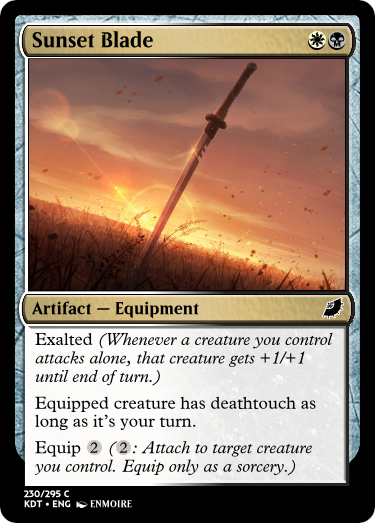 Sunset Blade
Artifact — Equipment
Exalted (Whenever a creature you control
attacks alone, that creature gets +1/+1
until end of turn.)
Equipped creature has deathtouch as
long as it's your turn.
Equip 2 (2: Attach to target creature
you control. Equip only as a sorcery.)
230/295 C
KDT • ENG ENMOIRE